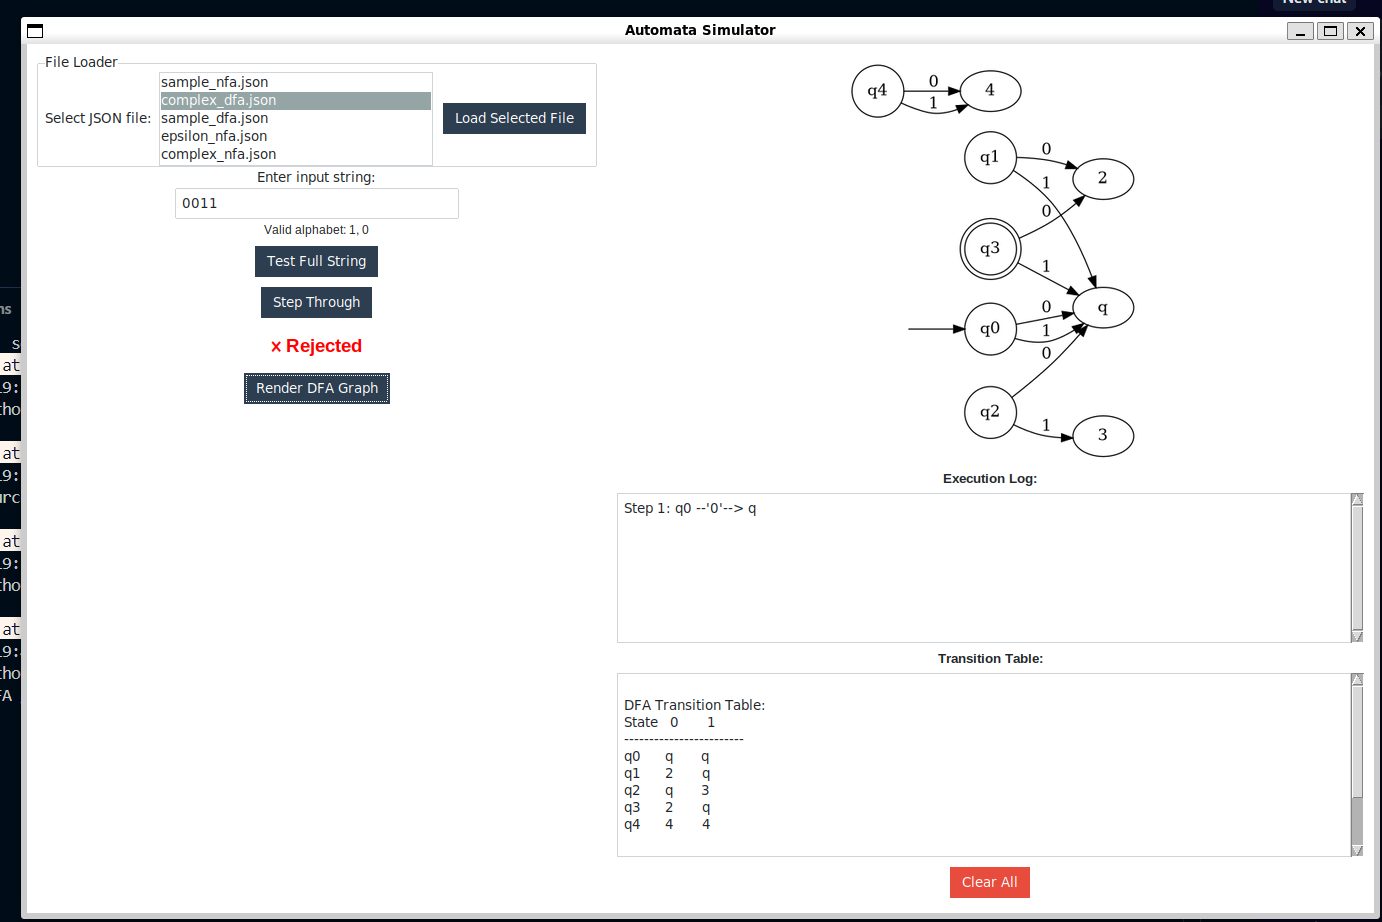 New chat
Automata Simulator
File Loader
Select JSON file:
sample_nfa.json
complex_dfa.json
sample_dfa.json
epsilon_nfa.json
complex_nfa.json
Load Selected File
Enter input string:
0011
Valid alphabet: 1, 0
Test Full String
Step Through
× Rejected
Render DFA Graph
q4 0 4
1
q1 0 2
1
0
q3
1
q
q0 0
1
0
q2 1 3
Execution Log:
Step 1: q0 --'0'--> q
Transition Table:
DFA Transition Table:
State 0 1
------------------------
q0 q q
q1 2 q
q2 q 3
q3 2 q
q4 4 4
Clear All